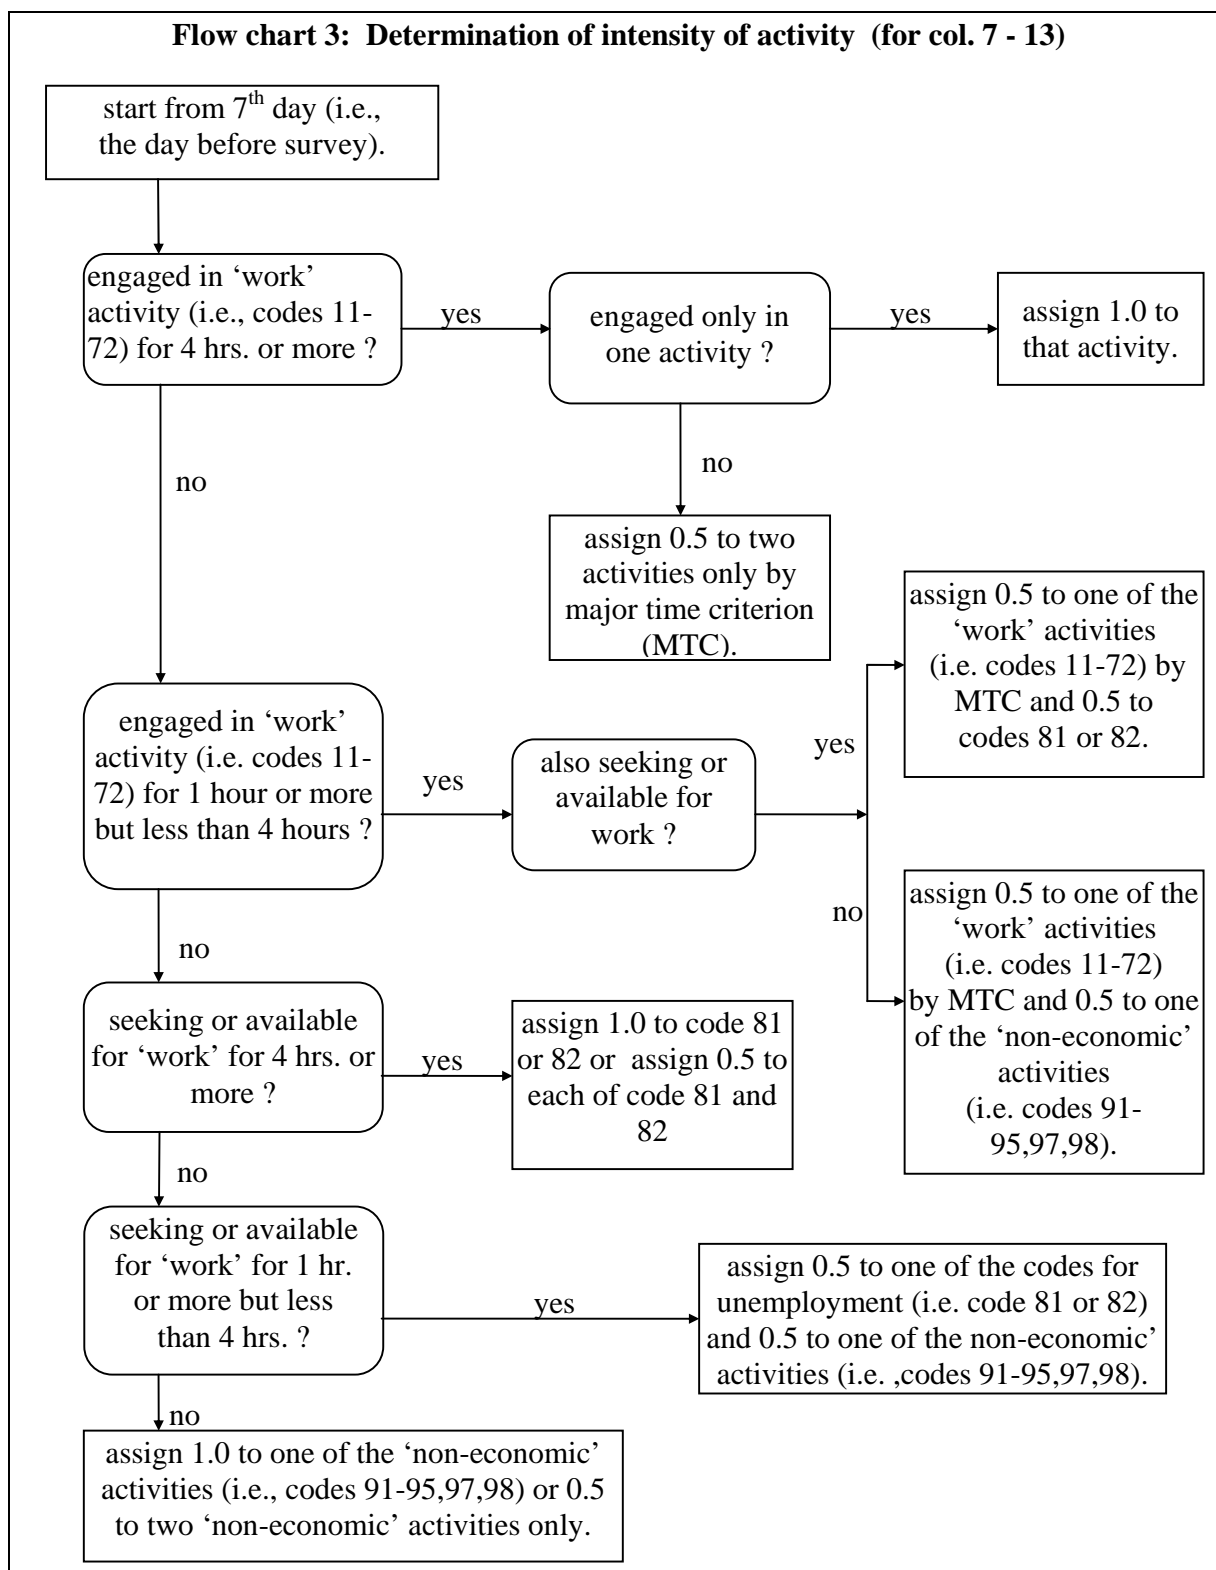 Flow chart 3:  Determination of intensity of activity  (for col. 7 - 13)
start from 7th day (i.e.,
the day before survey).
engaged in ‘work’
activity (i.e., codes 11-
72) for 4 hrs. or more ?
yes
engaged only in
one activity ?
yes
assign 1.0 to
that activity.
no
no
assign 0.5 to two
activities only by
major time criterion
(MTC).
engaged in ‘work’
activity (i.e. codes 11-
72) for 1 hour or more
but less than 4 hours ?
yes
also seeking or
available for
work ?
yes
assign 0.5 to one of the
‘work’ activities
(i.e. codes 11-72) by
MTC and 0.5 to
codes 81 or 82.
no
assign 0.5 to one of the
‘work’ activities
(i.e. codes 11-72)
by MTC and 0.5 to one
of the ‘non-economic’
activities
(i.e. codes 91-
95,97,98).
no
seeking or available
for ‘work’ for 4 hrs. or
more ?
yes
assign 1.0 to code 81
or 82 or  assign 0.5 to
each of code 81 and
82
no
seeking or available
for ‘work’ for 1 hr.
or more but less
than 4 hrs. ?
yes
assign 0.5 to one of the codes for
unemployment (i.e. code 81 or 82)
and 0.5 to one of the non-economic’
activities (i.e. ,codes 91-95,97,98).
no
assign 1.0 to one of the ‘non-economic’
activities (i.e., codes 91-95,97,98) or 0.5
to two ‘non-economic’ activities only.